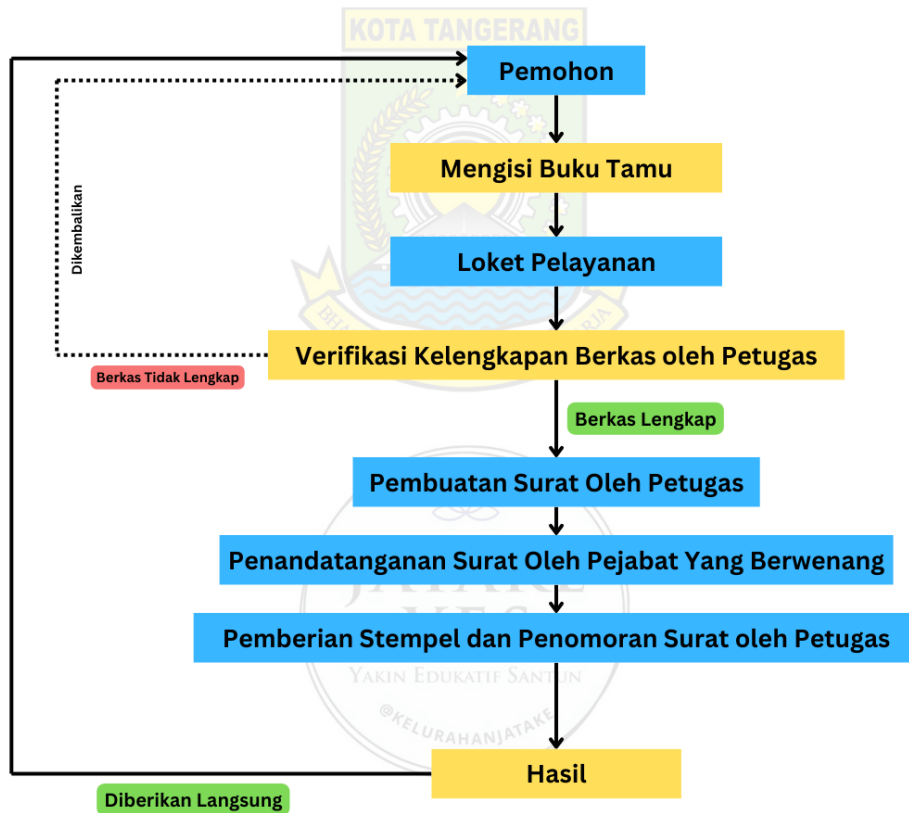 KOTA TANGERANG
Pemohon
Mengisi Buku Tamu
Dikembalikan
Loket Pelayanan
Verifikasi Kelengkapan Berkas oleh Petugas
Berkas Tidak Lengkap
Berkas Lengkap
Pembuatan Surat Oleh Petugas
Penandatanganan Surat Oleh Pejabat Yang Berwenang
Pemberian Stempel dan Penomoran Surat oleh Petugas
YAKIN EDUKATIF SANTUN
@KELURAHANJATAKE
Hasil
Diberikan Langsung